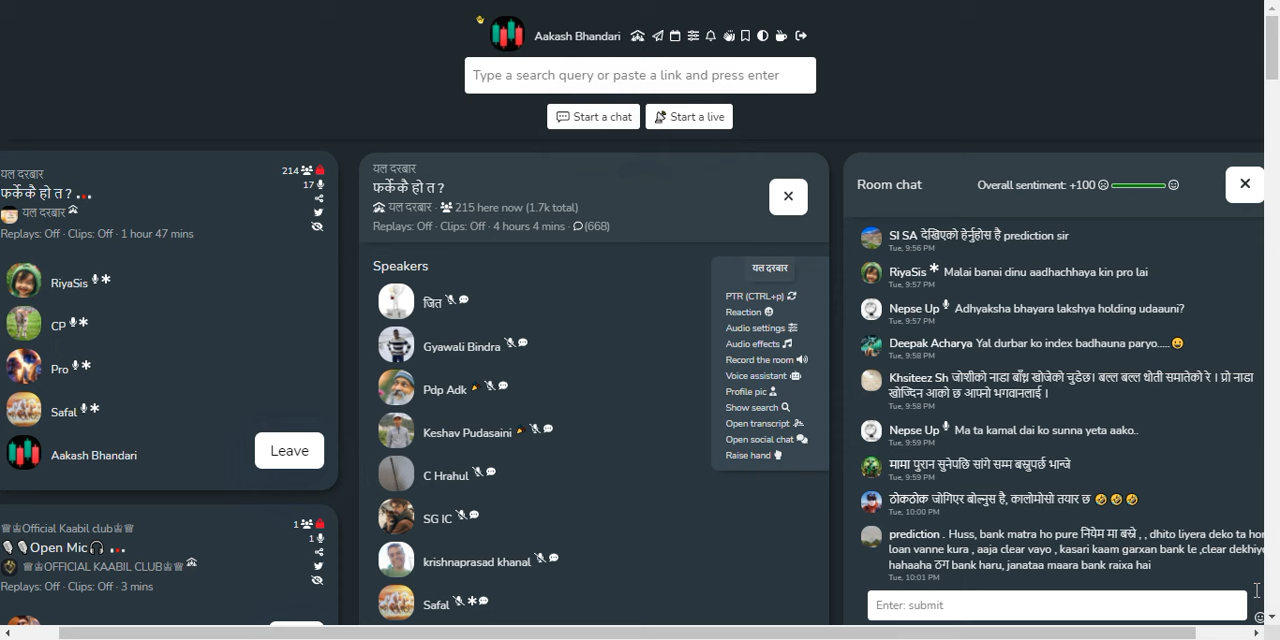 Aakash Bhandari
Type a search query or paste a link and press enter
Start a chat
Start a live
यल दरबार
फर्केकै हो त ?
यल दरबार
Replays: Off · Clips: Off · 1 hour 47 mins
214
17
RiyaSis
CP
Pro
Safal
Aakash Bhandari
Leave
♕♔Official Kaabil club♔♕
🎙🎙Open Mic🎧
♕♔OFFICIAL KAABIL CLUB♔♕
Replays: Off · Clips: Off · 3 mins
1
1
यल दरबार
फर्केकै हो त ?
यल दरबार · 215 here now (1.7k total)
Replays: Off · Clips: Off · 4 hours 4 mins · (668)
Speakers
जित
Gyawali Bindra
Pdp Adk
Keshav Pudasaini
C Hrahul
SG IC
krishnaprasad khanal
Safal
यल दरबार
PTR (CTRL+p)
Reaction
Audio settings
Audio effects
Record the room
Voice assistant
Profile pic
Show search
Open transcript
Open social chat
Raise hand
Room chat
Overall sentiment: +100
SI SA देखिएको हेर्नुहोस है prediction sir
Tue, 9:56 PM
RiyaSis Malai banai dinu aadhachhaya kin pro lai
Tue, 9:57 PM
Nepse Up Adhyaksha bhayara lakshya holding udaauni?
Tue, 9:57 PM
Deepak Acharya Yal durbar ko index badhauna paryo.....😀
Tue, 9:58 PM
Khsiteez Sh जोशीको नाडा बाँध्न खोजेको चुडेछ। बल्ल बल्ल धोती समातेको रे । प्रो नाडा
खोज्दिन आको छ आफ्नो भगवानलाई ।
Tue, 9:58 PM
Nepse Up Ma ta kamal dai ko sunna yeta aako..
Tue, 9:59 PM
मामा पुरान सुनेपछि सांगे सम्म बस्नुपर्छ भान्जे
Tue, 9:59 PM
ठोकठोक जोगिएर बोल्नुस है, कालोमोसो तयार छ 🤣 🤣 🤣
Tue, 10:00 PM
prediction . Huss, bank matra ho pure नियेम मा बस्ने , , dhito liyera deko ta hor
loan vanne kura , aaja clear vayo , kasari kaam garxan bank le ,clear dekhiyo
hahaaha ठग bank haru, janataa maara bank raixa hai
Tue, 10:01 PM
Enter: submit